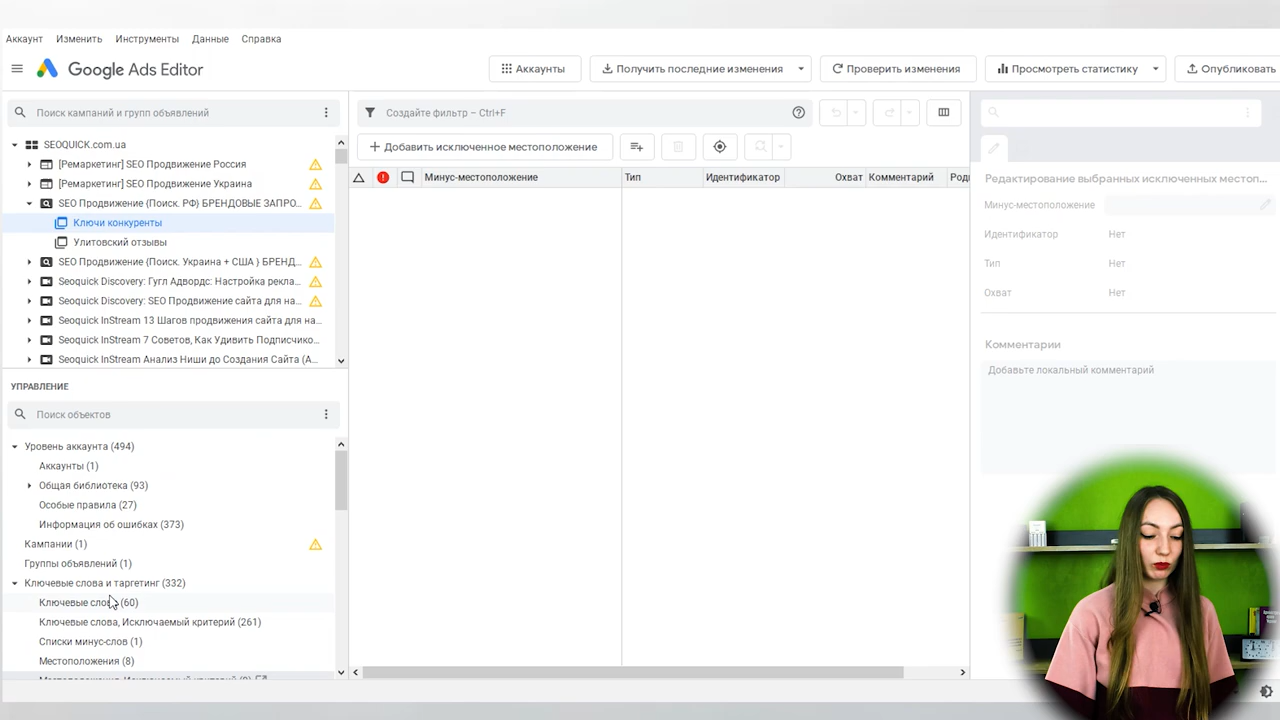 Аккаунт Изменить Инструменты Данные Справка
Google Ads Editor
Аккаунты
Получить последние изменения
Проверить изменения
Просмотреть статистику
Опубликовать
Поиск кампаний и групп объявлений
SEOQUICK.com.ua
[Ремаркетинг] SEO Продвижение Россия
[Ремаркетинг] SEO Продвижение Украина
SEO Продвижение (Поиск. РФ) БРЕНДОВЫЕ ЗАПРО...
Ключи конкуренты
Улитовский отзывы
SEO Продвижение (Поиск. Украина + США ) БРЕНД...
Seoquick Discovery: Гугл Адвордс: Настройка рекла...
Seoquick Discovery: SEO Продвижение сайта для на...
Seoquick InStream 13 Шагов продвижения сайта для на...
Seoquick InStream 7 Советов, Как Удивить Подписчико...
Seoquick InStream Анализ Ниши до Создания Сайта (А...
УПРАВЛЕНИЕ
Поиск объектов
Уровень аккаунта (494)
Аккаунты (1)
Общая библиотека (93)
Особые правила (27)
Информация об ошибках (373)
Кампании (1)
Группы объявлений (1)
Ключевые слова и таргетинг (332)
Ключевые слова (60)
Ключевые слова, Исключаемый критерий (261)
Списки минус-слов (1)
Местоположения (8)
Создайте фильтр – Ctrl+F
Добавить исключенное местоположение
Минус-местоположение Тип Идентификатор Охват Комментарий Роди
Редактирование выбранных исключенных местоп...
Минус-местоположение
Идентификатор Нет
Тип Нет
Охват Нет
Комментарии
Добавьте локальный комментарий